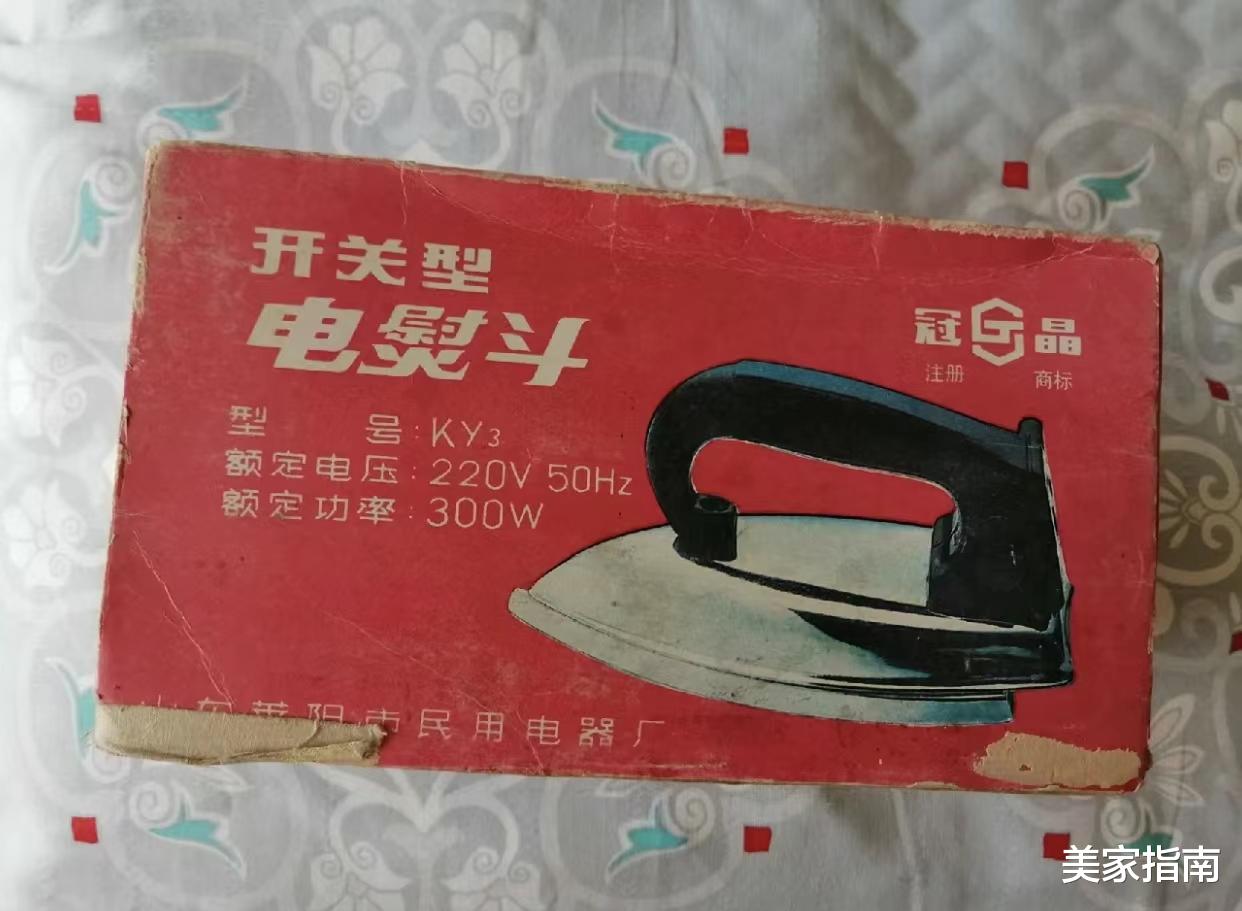 开关型
电熨斗
冠 晶
注册 商标
型 号:KY3
额定电压:220V 50Hz
额定功率:300W
山东莱阳市民用电器厂
美家指南